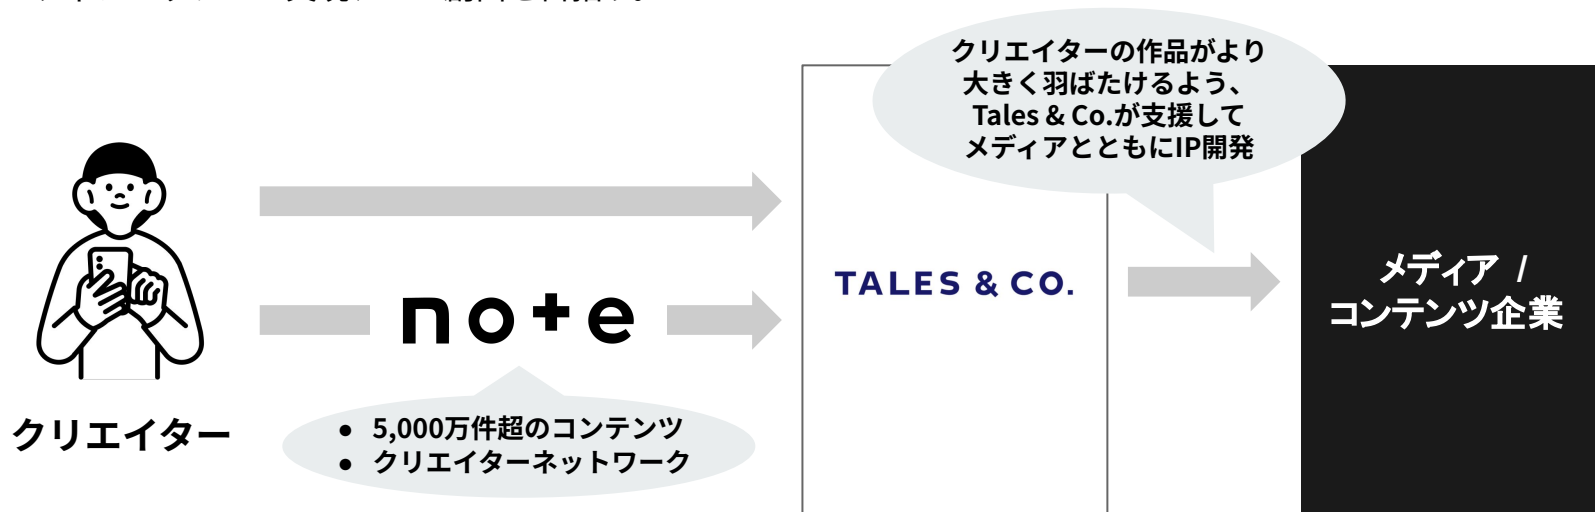 クリエイターの作品がより
大きく羽ばたけるよう、
Tales & Co.が支援して
メディアとともにIP開発
note
TALES & CO.
メディア /
コンテンツ企業
クリエイター
● 5,000万件超のコンテンツ
● クリエイターネットワーク